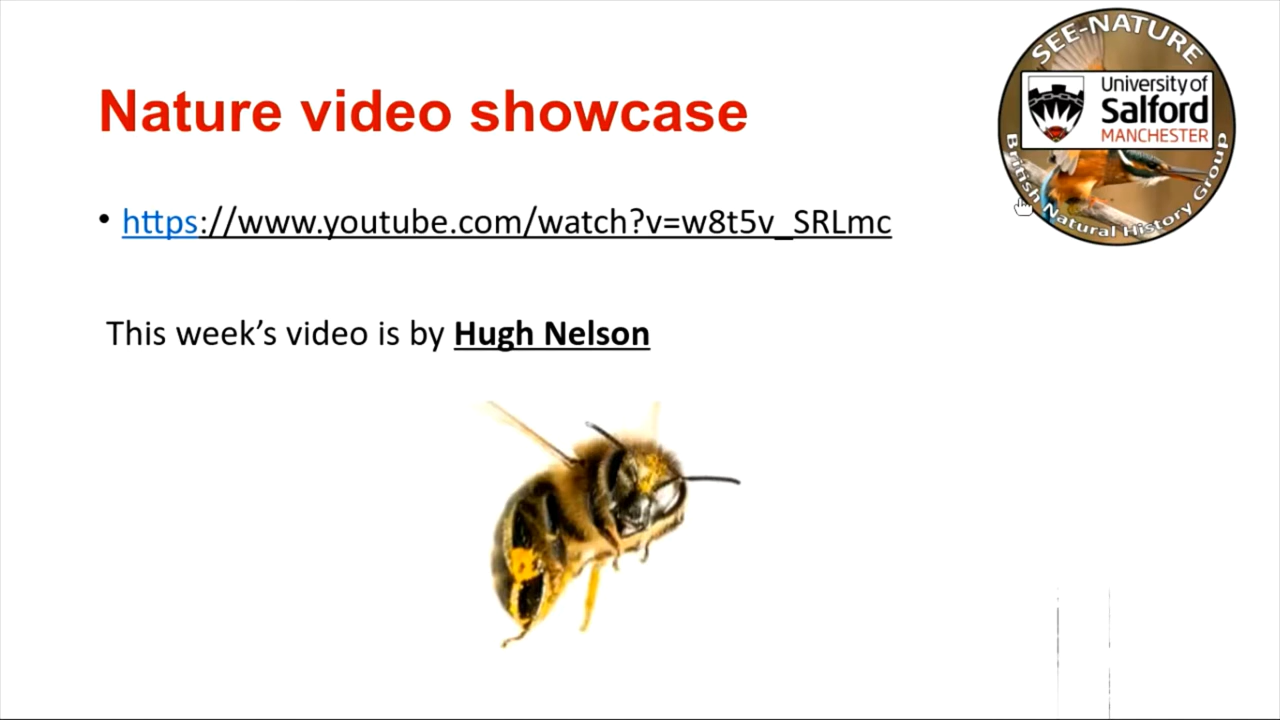 Nature video showcase
SEE-NATURE
University of
Salford
MANCHESTER
British Natural History Group
• https://www.youtube.com/watch?v=w8t5v_SRLmc
This week’s video is by Hugh Nelson